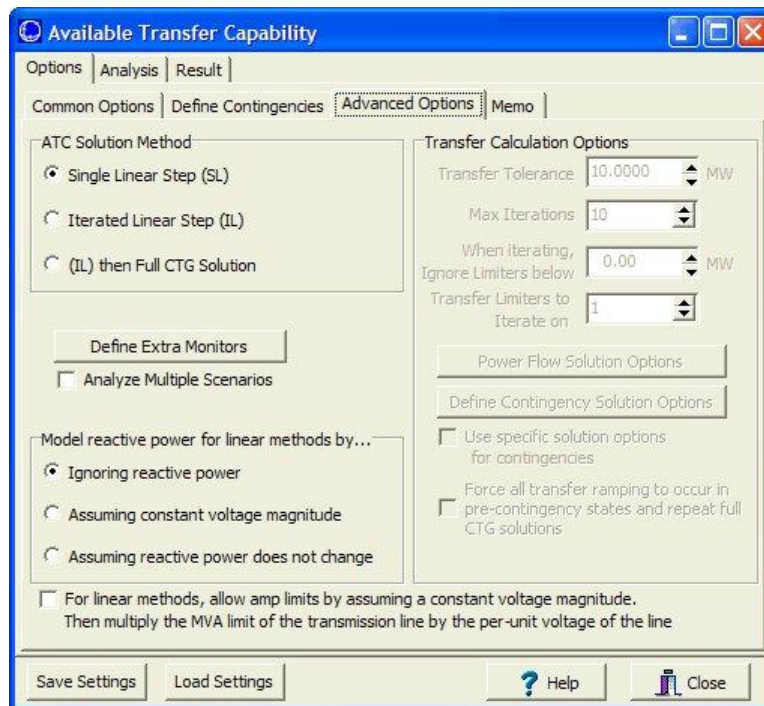 Available Transfer Capability
Options
Analysis
Result
Common Options
Define Contingencies
Advanced Options
Memo
ATC Solution Method
Single Linear Step (SL)
Iterated Linear Step (IL)
(IL) then Full CTG Solution
Define Extra Monitors
Analyze Multiple Scenarios
Model reactive power for linear methods by...
Ignoring reactive power
Assuming constant voltage magnitude
Assuming reactive power does not change
Transfer Calculation Options
Transfer Tolerance 10.0000 MW
Max Iterations 10
When iterating,
Ignore Limiters below 0.00 MW
Transfer Limiters to
Iterate on 1
Power Flow Solution Options
Define Contingency Solution Options
Use specific solution options
for contingencies
Force all transfer ramping to occur in
pre-contingency states and repeat full
CTG solutions
For linear methods, allow amp limits by assuming a constant voltage magnitude.
Then multiply the MVA limit of the transmission line by the per-unit voltage of the line
Save Settings
Load Settings
? Help
Close